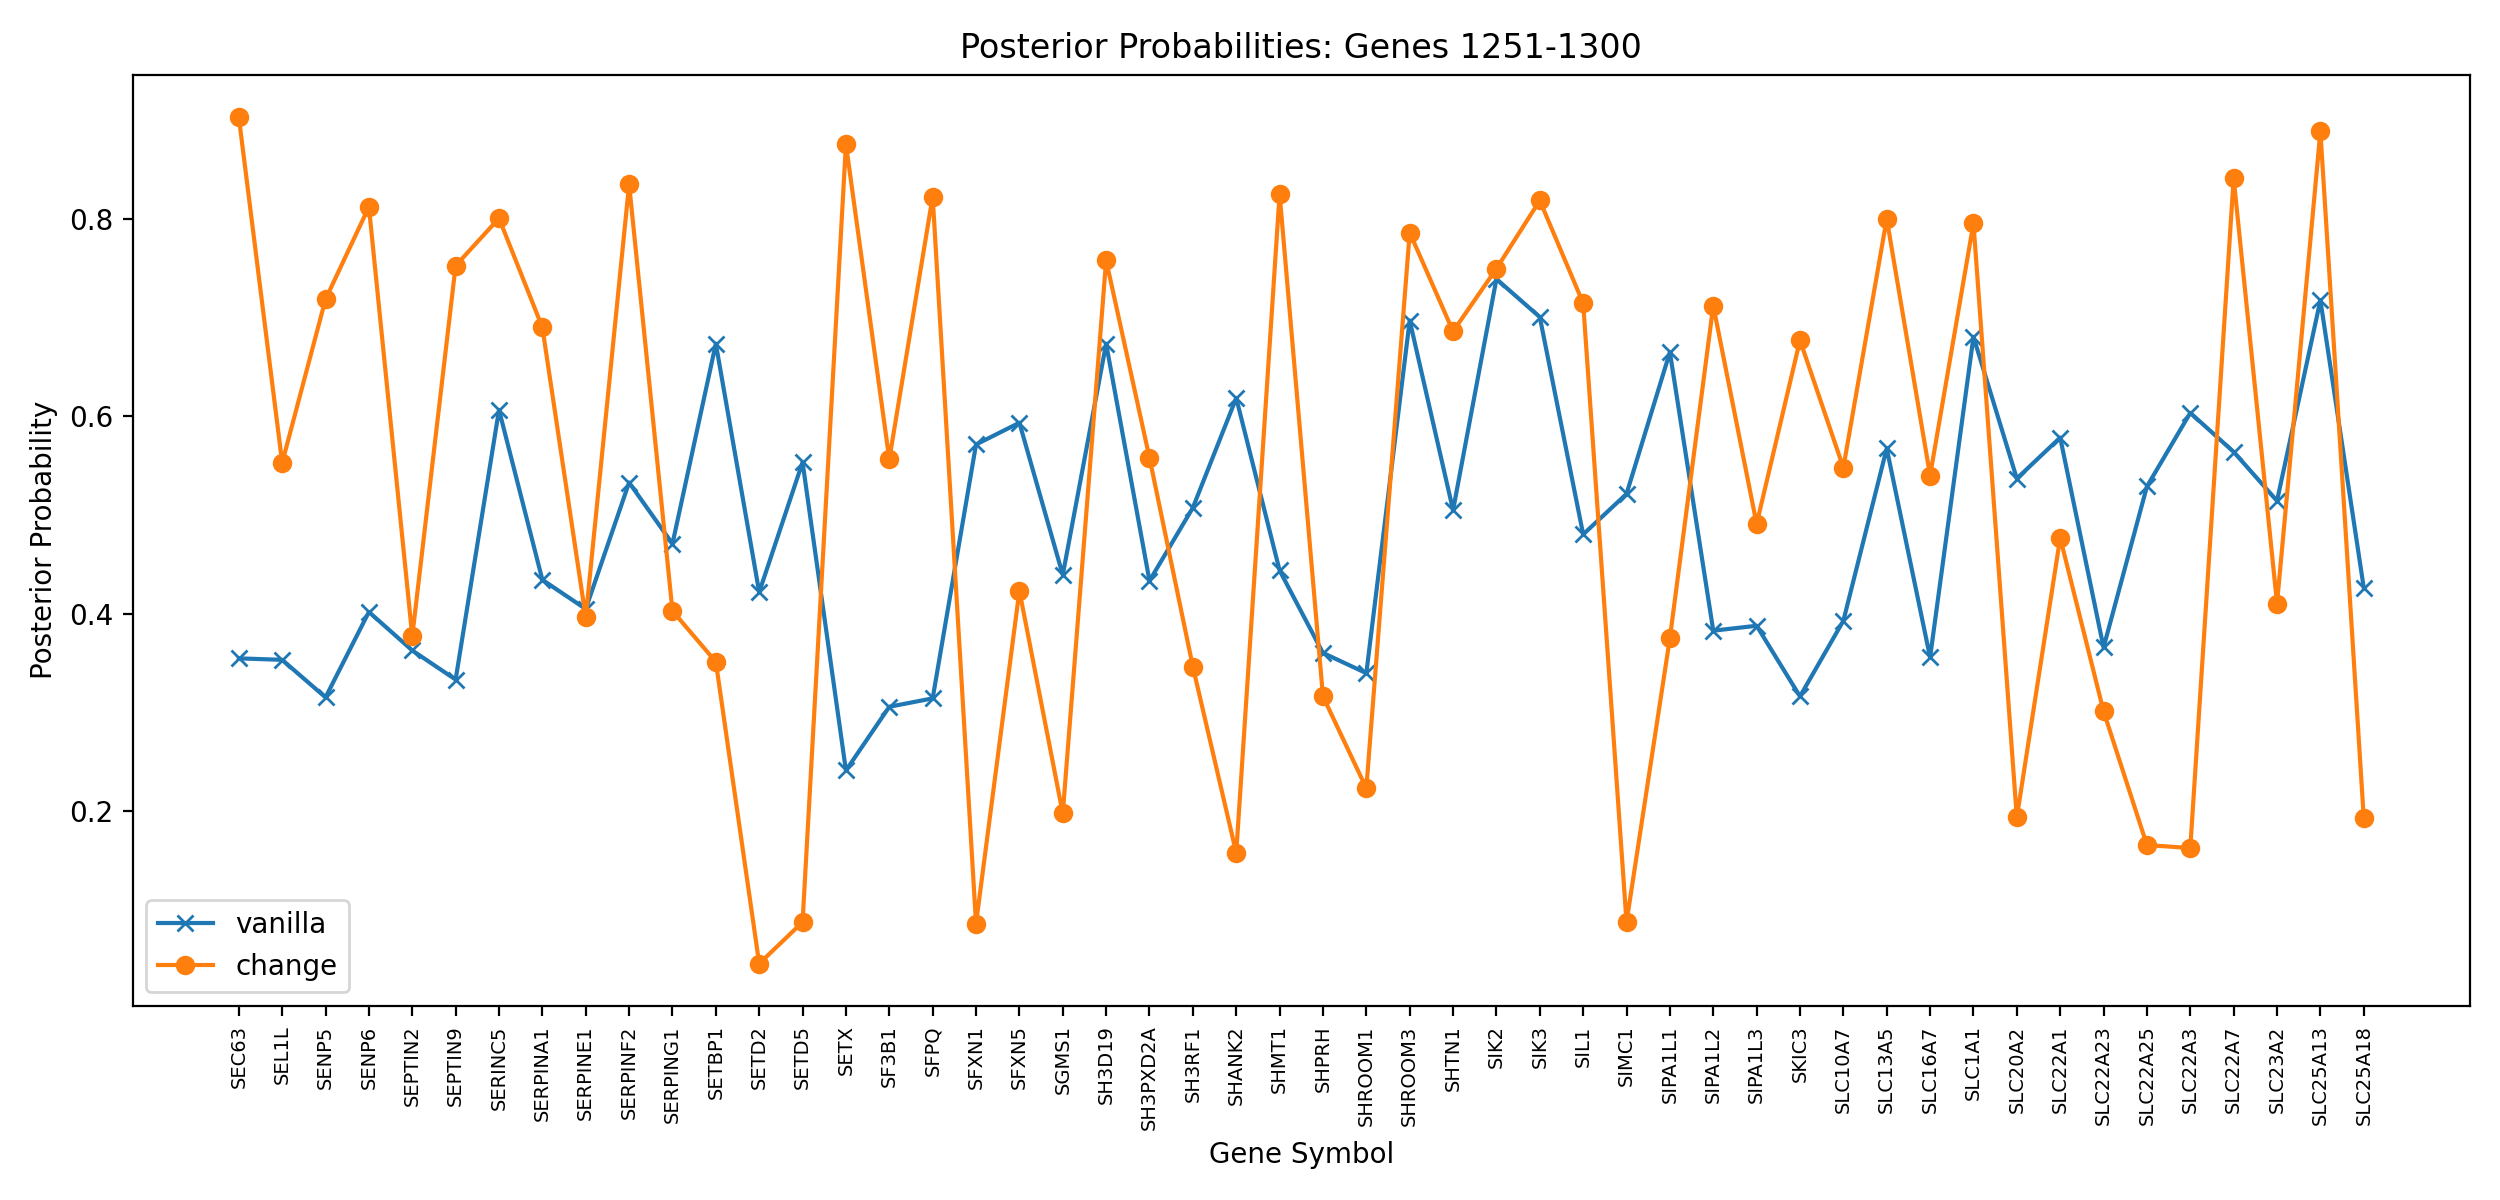 Posterior Probabilities: Genes 1251-1300
Posterior Probability
0.8
0.6
0.4
0.2
vanilla
change
SEC63
SEL1L
SENP5
SENP6
SEPTIN2
SEPTIN9
SERINC5
SERPINA1
SERPINE1
SERPINF2
SERPING1
SETBP1
SETD2
SETD5
SETX
SF3B1
SFPQ
SFXN1
SFXN5
SGMS1
SH3D19
SH3PXD2A
SH3RF1
SHANK2
SHMT1
SHPRH
SHROOM1
SHROOM3
SHTN1
SIK2
SIK3
SIL1
SIMC1
SIPA1L1
SIPA1L2
SIPA1L3
SKIC3
SLC10A7
SLC13A5
SLC16A7
SLC1A1
SLC20A2
SLC22A1
SLC22A23
SLC22A25
SLC22A3
SLC22A7
SLC23A2
SLC25A13
SLC25A18
Gene Symbol